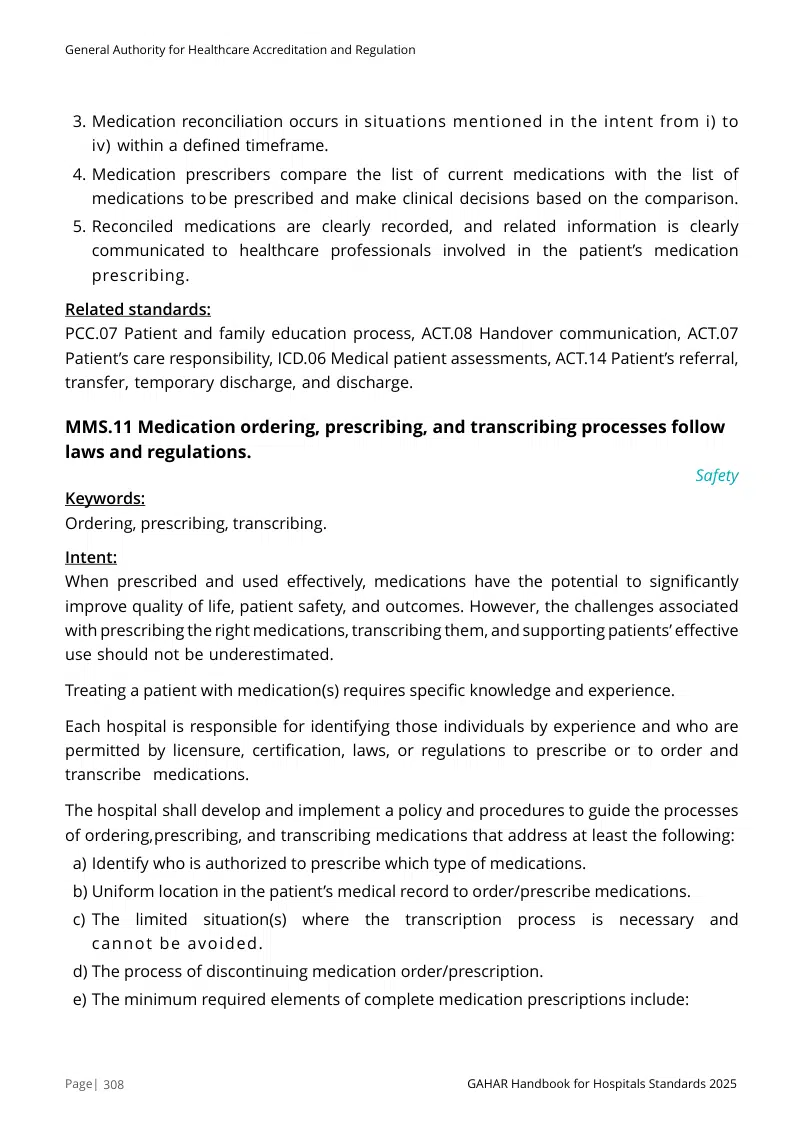 General Authority for Healthcare Accreditation and Regulation
3. Medication reconciliation occurs in situations mentioned in the intent from i) to
iv) within a defined timeframe.
4. Medication prescribers compare the list of current medications with the list of
medications to be prescribed and make clinical decisions based on the comparison.
5. Reconciled medications are clearly recorded, and related information is clearly
communicated to healthcare professionals involved in the patient’s medication
prescribing.
Related standards:
PCC.07 Patient and family education process, ACT.08 Handover communication, ACT.07
Patient’s care responsibility, ICD.06 Medical patient assessments, ACT.14 Patient’s referral,
transfer, temporary discharge, and discharge.
MMS.11 Medication ordering, prescribing, and transcribing processes follow
laws and regulations.
Safety
Keywords:
Ordering, prescribing, transcribing.
Intent:
When prescribed and used effectively, medications have the potential to significantly
improve quality of life, patient safety, and outcomes. However, the challenges associated
with prescribing the right medications, transcribing them, and supporting patients’ effective
use should not be underestimated.
Treating a patient with medication(s) requires specific knowledge and experience.
Each hospital is responsible for identifying those individuals by experience and who are
permitted by licensure, certification, laws, or regulations to prescribe or to order and
transcribe medications.
The hospital shall develop and implement a policy and procedures to guide the processes
of ordering,prescribing, and transcribing medications that address at least the following:
a) Identify who is authorized to prescribe which type of medications.
b) Uniform location in the patient’s medical record to order/prescribe medications.
c) The limited situation(s) where the transcription process is necessary and
cannot be avoided.
d) The process of discontinuing medication order/prescription.
e) The minimum required elements of complete medication prescriptions include:
Page| 308
GAHAR Handbook for Hospitals Standards 2025